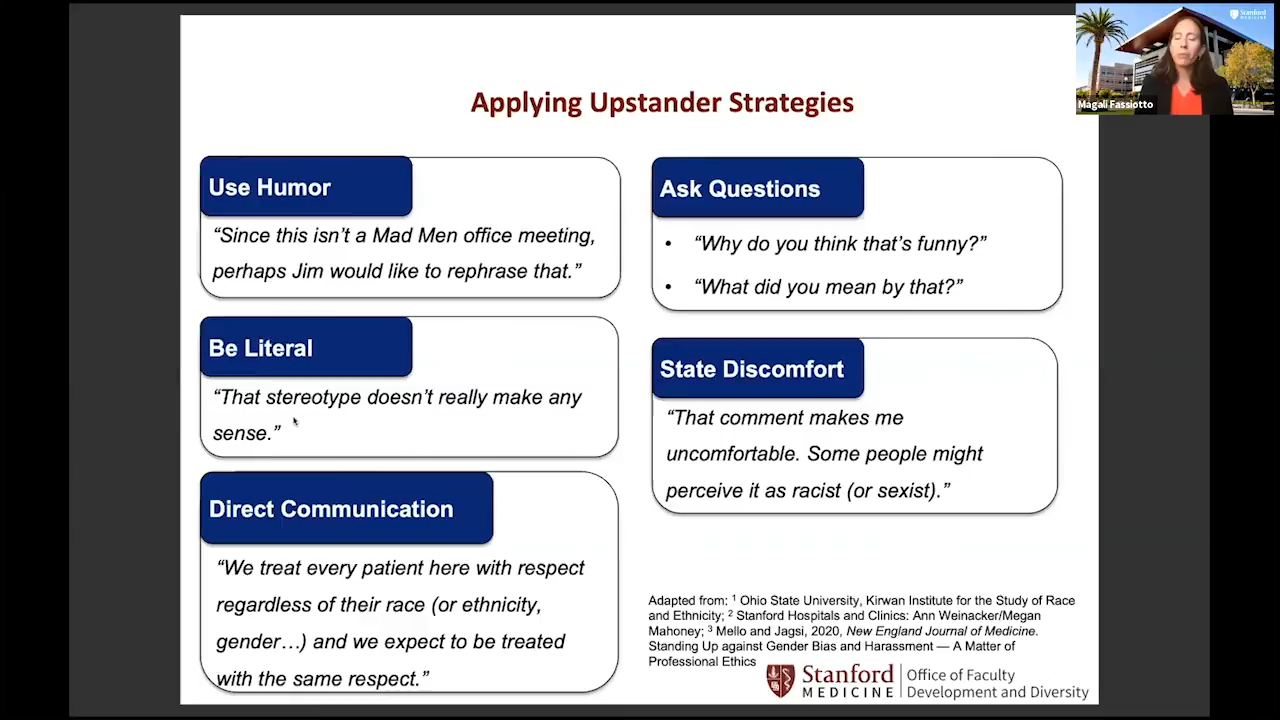 Applying Upstander Strategies
Use Humor
“Since this isn’t a Mad Men office meeting,
perhaps Jim would like to rephrase that.”
Be Literal
“That stereotype doesn’t really make any
sense.”
Direct Communication
“We treat every patient here with respect
regardless of their race (or ethnicity,
gender…) and we expect to be treated
with the same respect.”
Ask Questions
• “Why do you think that’s funny?”
• “What did you mean by that?”
State Discomfort
“That comment makes me
uncomfortable. Some people might
perceive it as racist (or sexist).”
Adapted from: ¹ Ohio State University, Kirwan Institute for the Study of Race
and Ethnicity; ² Stanford Hospitals and Clinics: Ann Weinacker/Megan
Mahoney; ³ Mello and Jagsi, 2020, New England Journal of Medicine.
Standing Up against Gender Bias and Harassment — A Matter of
Professional Ethics
Stanford
MEDICINE
Office of Faculty
Development and Diversity
Stanford
MEDICINE
Magali Fassiotto